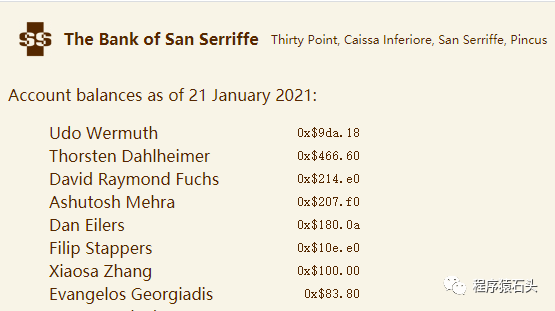 SS
The Bank of San Serriffe Thirty Point, Caissa Inferiore, San Serriffe, Pincus
Account balances as of 21 January 2021:
Udo Wermuth 0x$9da.18
Thorsten Dahlheimer 0x$466.60
David Raymond Fuchs 0x$214.e0
Ashutosh Mehra 0x$207.f0
Dan Eilers 0x$180.0a
Filip Stappers 0x$10e.e0
Xiaosa Zhang 0x$100.00
Evangelos Georgiadis 0x$83.80
程序猿石头